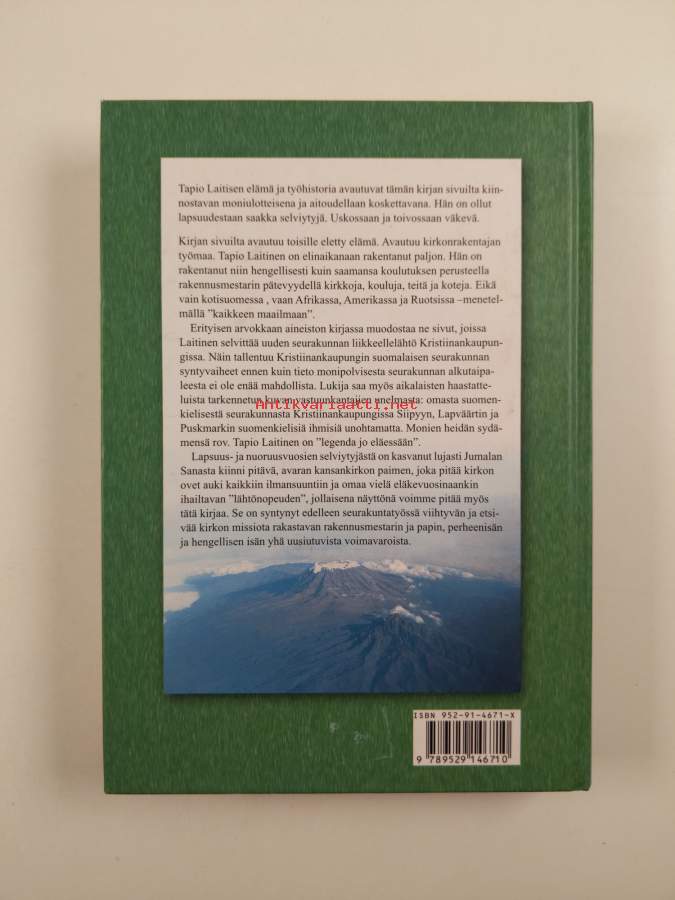 Tapio Laitisen elämä ja työhistoria avautuvat tämän kirjan sivuilta kiin-
nostavan moniulotteisena ja aitoudellaan koskettavana. Hän on ollut
lapsuudestaan saakka selviytyjä. Uskossaan ja toivossaan väkevä.
Kirjan sivuilta avautuu toisille eletty elämä. Avautuu kirkonrakentajan
työmaa. Tapio Laitinen on elinaikanaan rakentanut paljon. Hän on
rakentanut niin hengellisesti kuin saamansa koulutuksen perusteella
rakennusmestarin pätevyydellä kirkkoja, kouluja, teitä ja koteja. Eikä
vain kotisuomessa , vaan Afrikassa, Amerikassa ja Ruotsissa –menetel-
mällä ”kaikkeen maailmaan”.
Erityisen arvokkaan aineiston kirjassa muodostaa ne sivut, joissa
Laitinen selvittää uuden seurakunnan liikkeellelähtö Kristiinankaupun-
gissa. Näin tallentuu Kristiinankaupungin suomalaisen seurakunnan
syntyvaiheet ennen kuin tieto monipolvisesta seurakunnan alkutaipa-
leesta ei ole enää mahdollista. Lukija saa myös aikalaisten haastatte-
luista tarkennetun kuvan vastuunkantajien unelmasta: omasta suomen-
kielisestä seurakunnasta Kristiinankaupungissa Siipyyn, Lapväärtin ja
Puskmarkin suomenkielisiä ihmisiä unohtamatta. Monien heidän sydä-
mensä rov. Tapio Laitinen on ”legenda jo eläessään”.
Lapsuus- ja nuoruusvuosien selviytyjästä on kasvanut lujasti Jumalan
Sanasta kiinni pitävä, avaran kansankirkon paimen, joka pitää kirkon
ovet auki kaikkiin ilmansuuntiin ja omaa vielä eläkevuosinaankin
ihailtavan ”lähtönopeuden”, jollaisena näyttönä voimme pitää myös
tätä kirjaa. Se on syntynyt edelleen seurakuntatyössä viihtyvän ja etsi-
vää kirkon missiota rakastavan rakennusmestarin ja papin, perheenisän
ja hengellisen isän yhä uusiutuvista voimavaroista.
Antikvariaatti.net
ISBN 952-91-4671-X
9 789529 146710